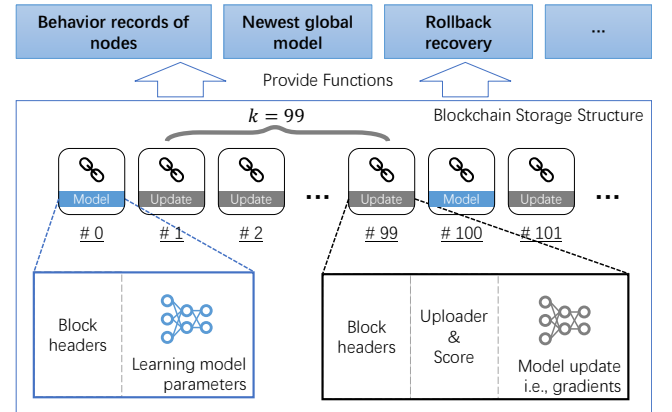 Behavior records of
nodes
Newest global
model
Rollback
recovery
...
Provide Functions
Blockchain Storage Structure
k = 99
Model
Update
Update
...
Update
Model
Update
...
# 0
# 1
# 2
# 99
# 100
# 101
Block
headers
Learning model
parameters
Block
headers
Uploader
&
Score
Model update
i.e., gradients